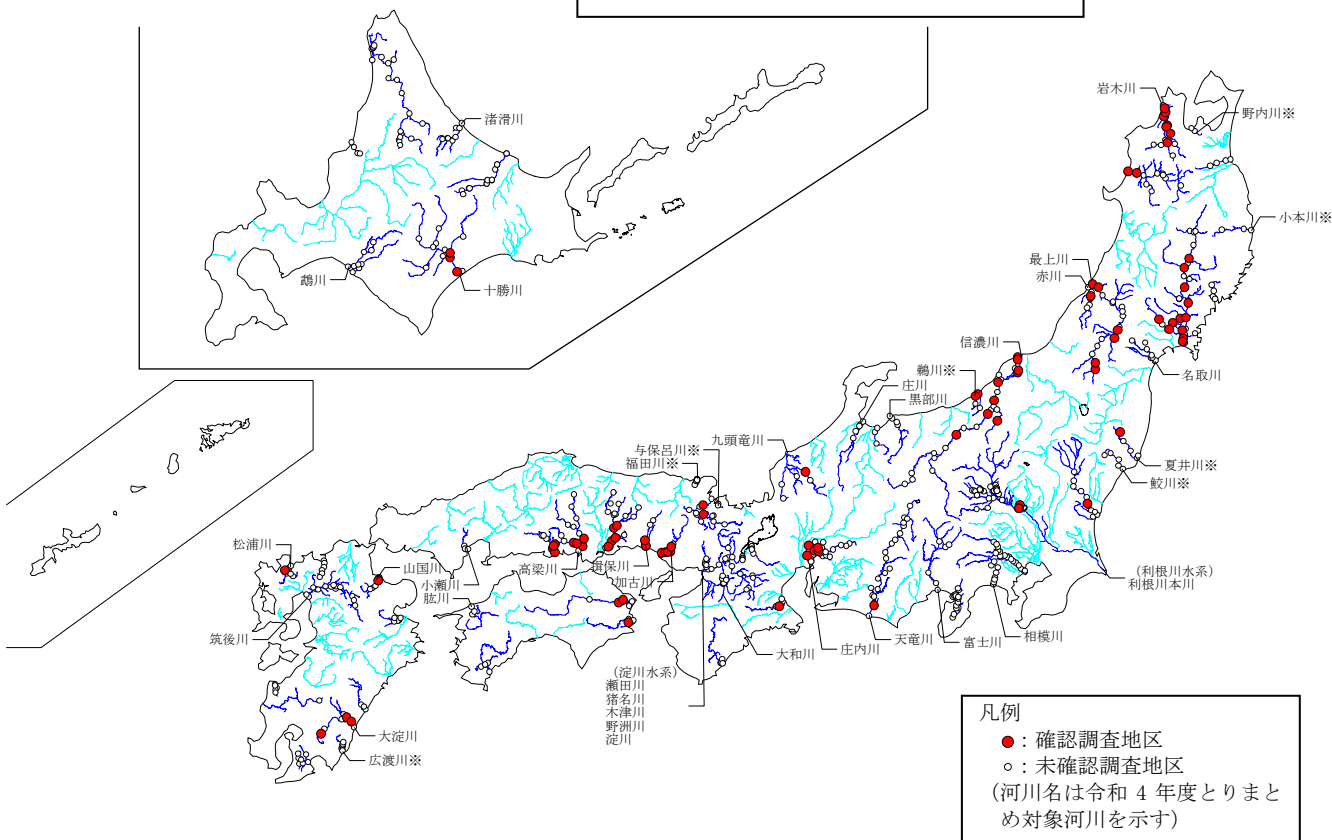 渚滑川
鵡川
十勝川
岩木川
野内川※
小本川※
最上川
赤川
信濃川
名取川
鵜川※
庄川
黒部川
九頭竜川
与保呂川※
福田川※
夏井川※
鮫川※
松浦川
山国川
小瀬川
肱川
高梁川
揖保川
加古川
(利根川水系)
利根川本川
筑後川
大和川
庄内川
天竜川
富士川
相模川
(淀川水系)
瀬田川
猪名川
木津川
野洲川
淀川
大淀川
広渡川※
凡例
●：確認調査地区
○：未確認調査地区
(河川名は令和 4 年度とりまと
め対象河川を示す)